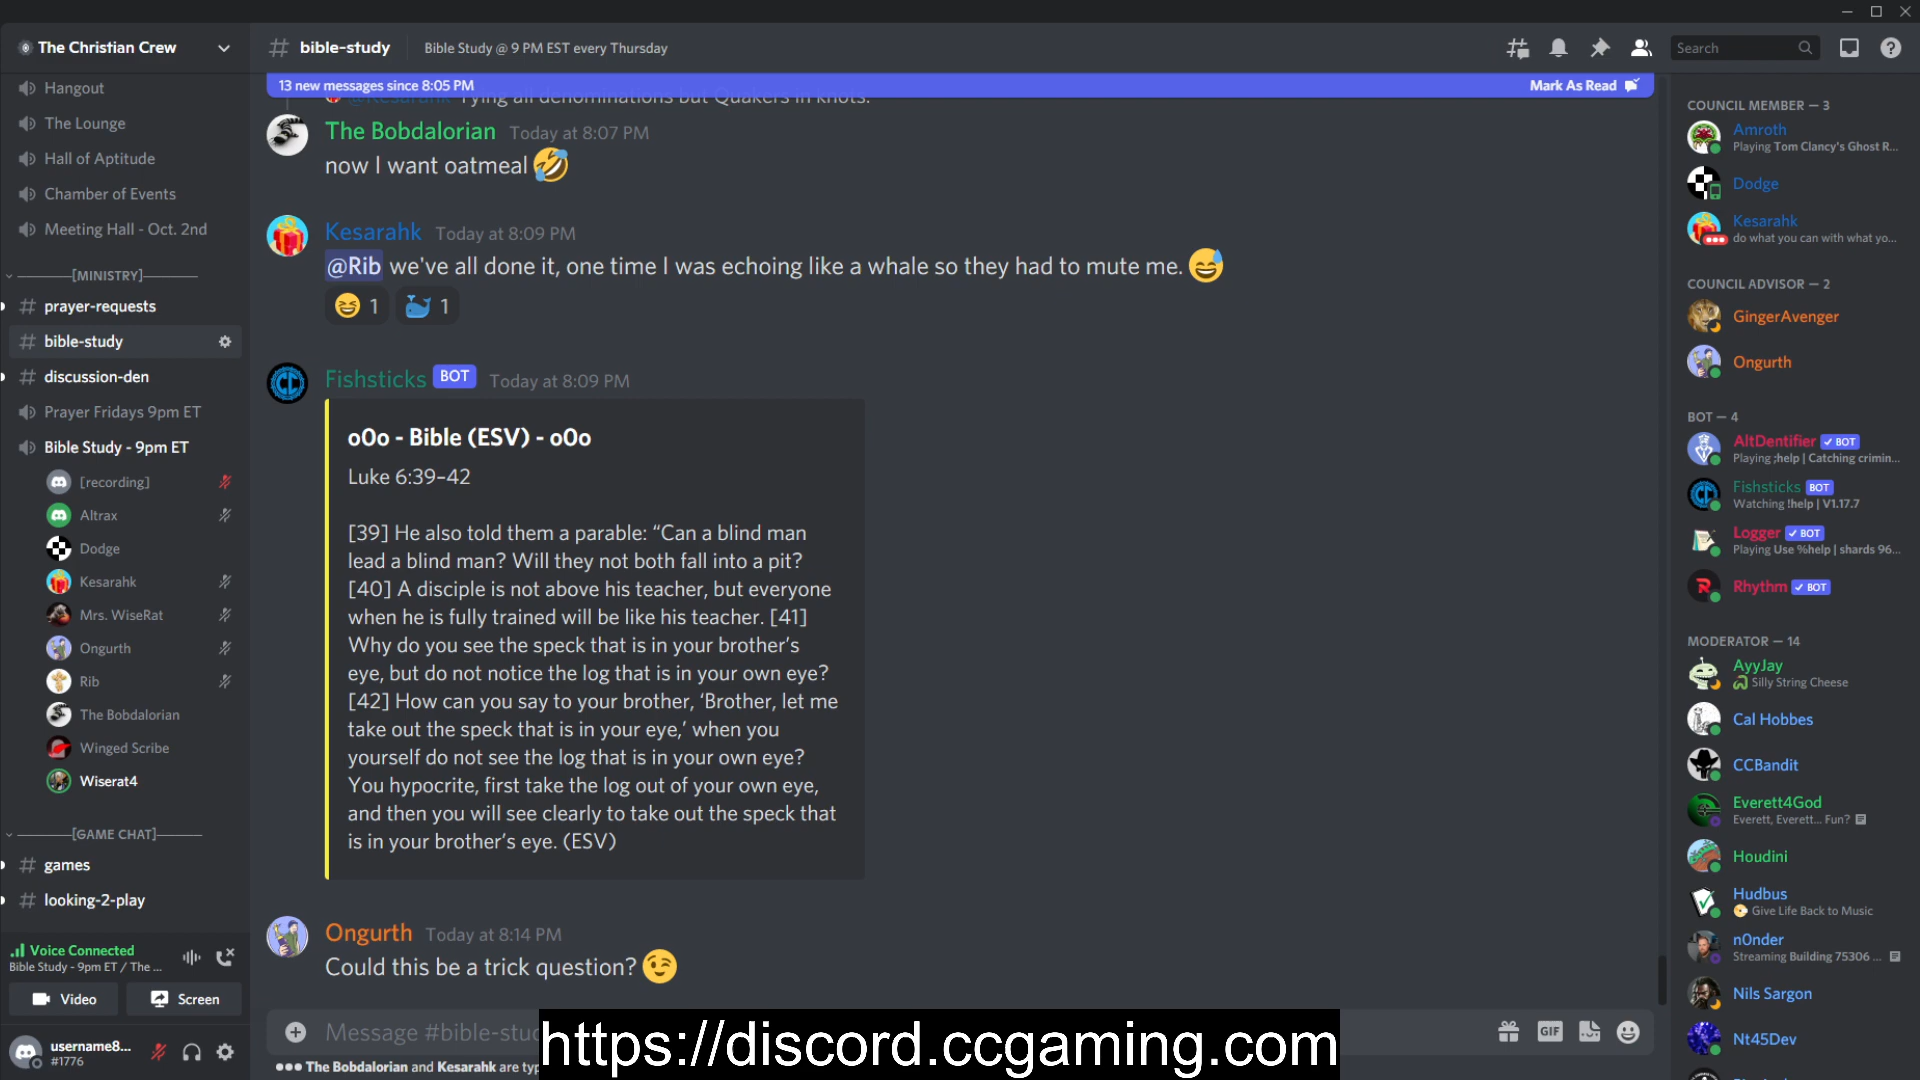 The Christian Crew
Hangout
The Lounge
Hall of Aptitude
Chamber of Events
Meeting Hall - Oct. 2nd
[MINISTRY]
prayer-requests
bible-study
discussion-den
Prayer Fridays 9pm ET
Bible Study - 9pm ET
[recording]
Altrax
Dodge
Kesarahk
Mrs. WiseRat
Ongurth
Rib
The Bobdalorian
Winged Scribe
Wiserat4
[GAME CHAT]
games
looking-2-play
Voice Connected
Bible Study - 9pm ET / The ...
Video Screen
username8...
#1776
# bible-study Bible Study @ 9 PM EST every Thursday
Search
13 new messages since 8:05 PM Mark As Read
@Kesarahk Tying all denominations but Quakers in knots.
The Bobdalorian Today at 8:07 PM
now I want oatmeal 🤣
Kesarahk Today at 8:09 PM
@Rib we've all done it, one time I was echoing like a whale so they had to mute me. 😅
😆 1 🐳 1
Fishsticks BOT Today at 8:09 PM
oOo - Bible (ESV) - oOo
Luke 6:39–42
[39] He also told them a parable: “Can a blind man
lead a blind man? Will they not both fall into a pit?
[40] A disciple is not above his teacher, but everyone
when he is fully trained will be like his teacher. [41]
Why do you see the speck that is in your brother’s
eye, but do not notice the log that is in your own eye?
[42] How can you say to your brother, ‘Brother, let me
take out the speck that is in your eye,’ when you
yourself do not see the log that is in your own eye?
You hypocrite, first take the log out of your own eye,
and then you will see clearly to take out the speck that
is in your brother’s eye. (ESV)
Ongurth Today at 8:14 PM
Could this be a trick question? 😉
Message #bible-stu
GIF
https://discord.ccgaming.com
The Bobdalorian and Kesarahk are typ
COUNCIL MEMBER — 3
Amroth
Playing Tom Clancy's Ghost R...
Dodge
Kesarahk
do what you can with what yo...
COUNCIL ADVISOR — 2
GingerAvenger
Ongurth
BOT — 4
AltDentifier BOT
Playing ;help | Catching crimin...
Fishsticks BOT
Watching !help | V1.17.7
Logger BOT
Playing Use %help | shards 96...
Rhythm BOT
MODERATOR — 14
AyyJay
Silly String Cheese
Cal Hobbes
CCBandit
Everett4God
Everett, Everett... Fun?
Houdini
Hudbus
Give Life Back to Music
n0nder
Streaming Building 75306 ...
Nils Sargon
Nt45Dev